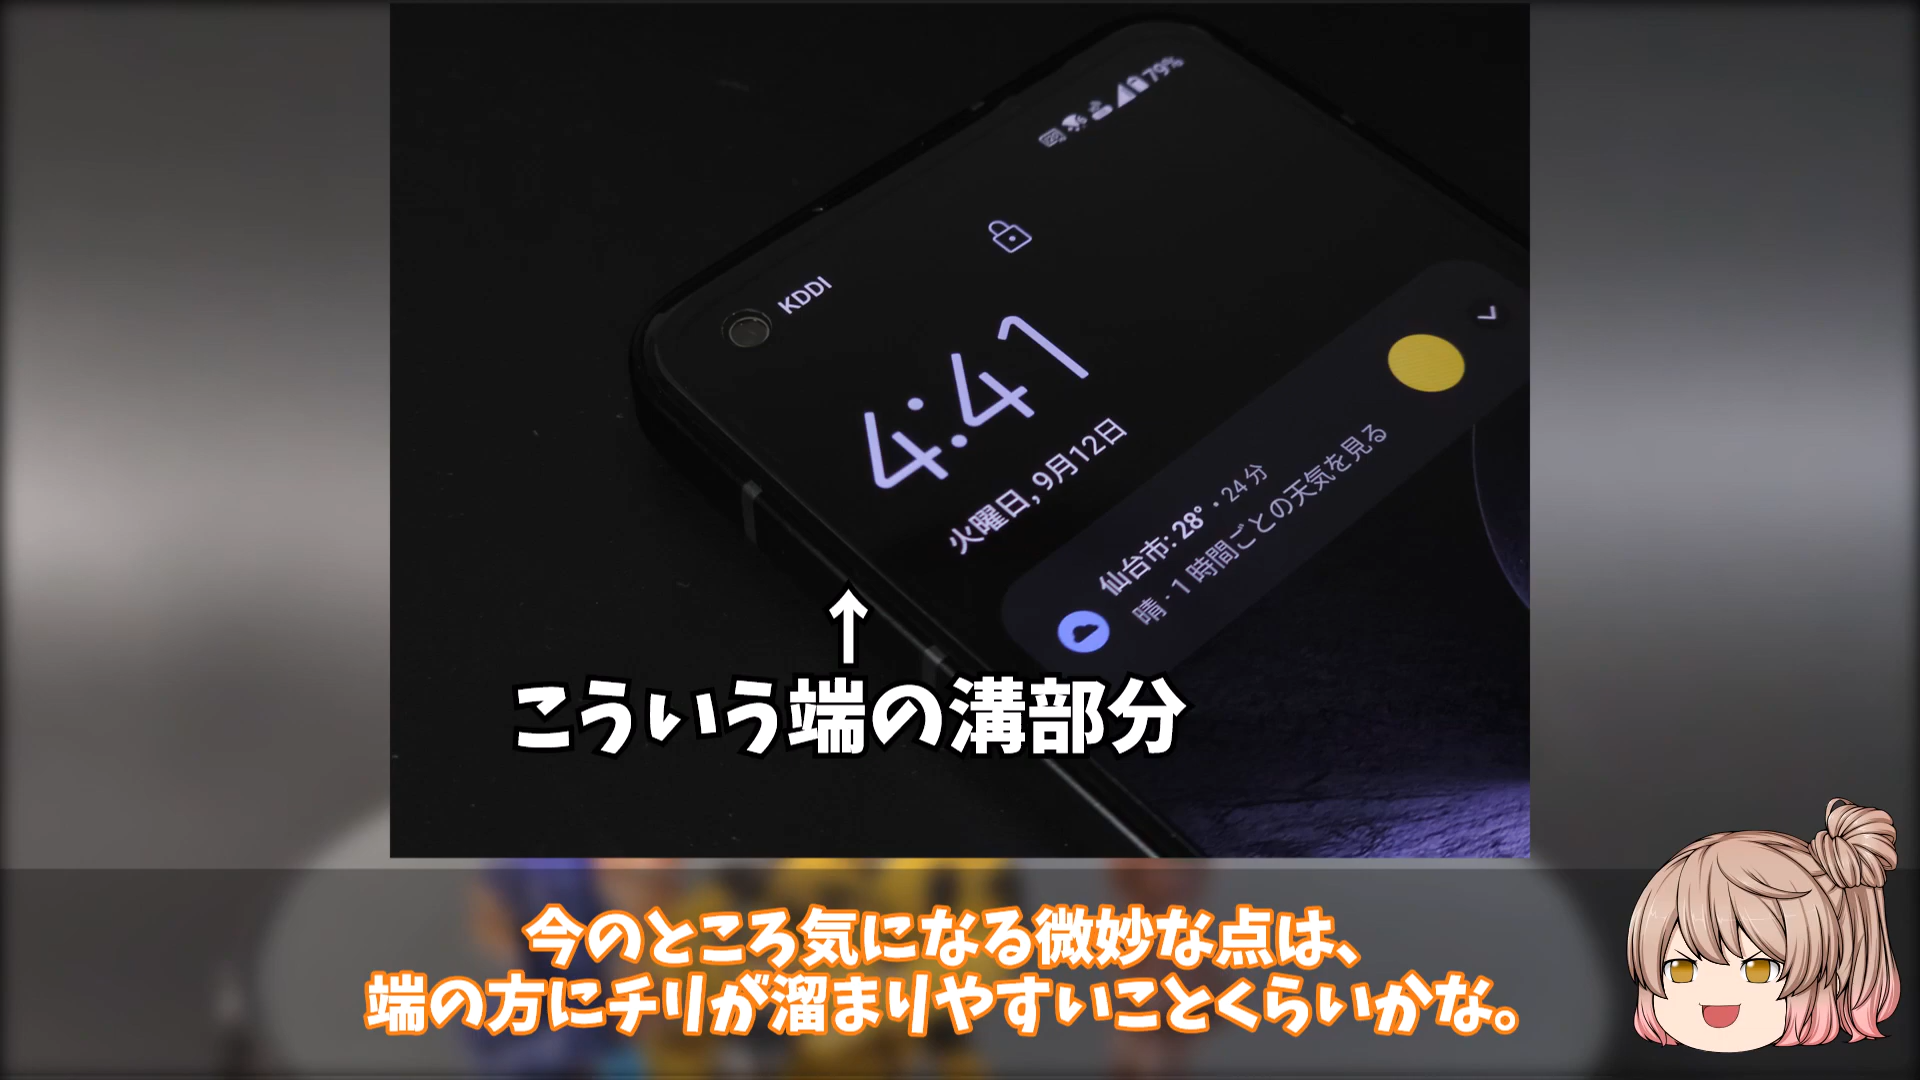 79%
KDDI
4:41
火曜日, 9月12日
仙台市: 28°・24 分
晴・1 時間ごとの天気を見る
↑
こういう端の溝部分
今のところ気になる微妙な点は、
端の方にチリが溜まりやすいことくらいかな。